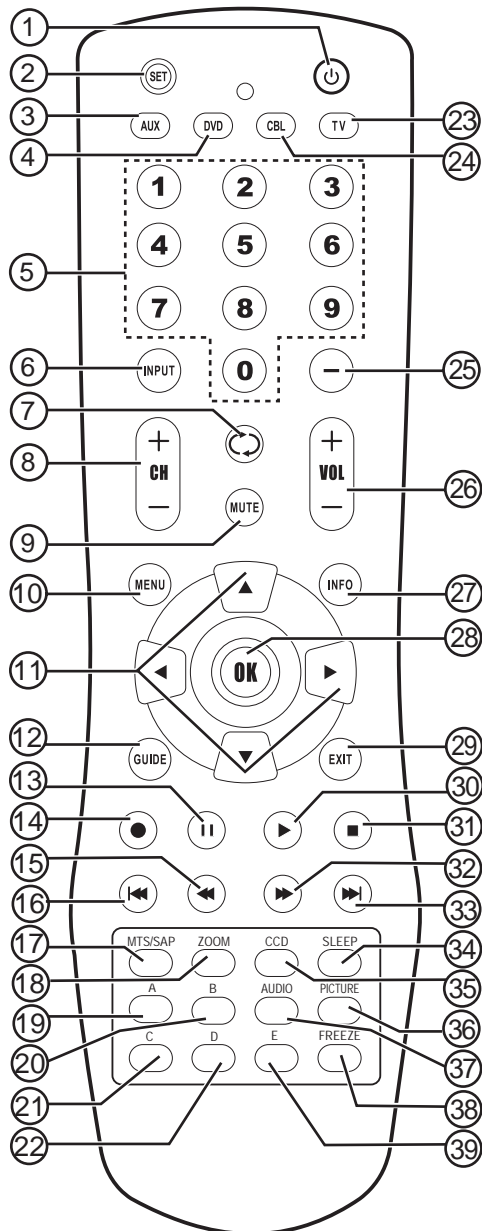 1
2 SET ⏻
3 AUX DVD CBL TV 23
4 24
1 2 3
4 5 6
5
7 8 9
6 INPUT 0 − 25
7
8 + CH − + VOL − 26
9 MUTE
10 MENU INFO 27
▲
28
11 ◀ OK ▶
▼
12 GUIDE EXIT 29
13 30
14 ● II ▶ ■ 31
15 32
16 |◀◀ ◀◀ ▶▶ ▶▶| 33
17 MTS/SAP ZOOM CCD SLEEP 34
18 35
19 A B AUDIO PICTURE 36
20 37
21 C D E FREEZE 38
22 39